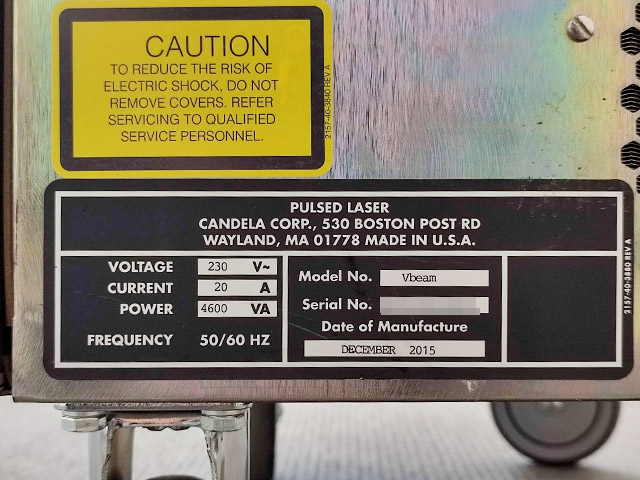 CAUTION
TO REDUCE THE RISK OF
ELECTRIC SHOCK, DO NOT
REMOVE COVERS. REFER
SERVICING TO QUALIFIED
SERVICE PERSONNEL.
2157-40-3840 REV A
PULSED LASER
CANDELA CORP., 530 BOSTON POST RD
WAYLAND, MA 01778 MADE IN U.S.A.
VOLTAGE 230 V~
CURRENT 20 A
POWER 4600 VA
FREQUENCY 50/60 HZ
Model No. Vbeam
Serial No.
Date of Manufacture
DECEMBER 2015
2157-40-3880 REV A